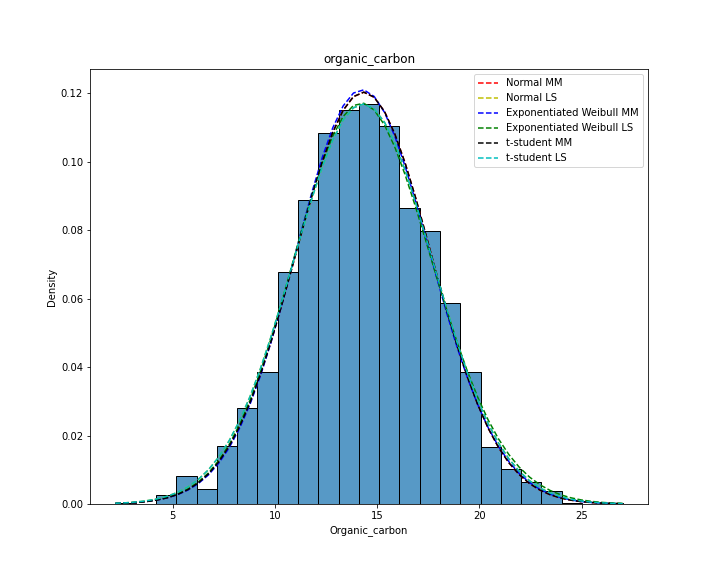 organic_carbon
Normal MM
Normal LS
Exponentiated Weibull MM
Exponentiated Weibull LS
t-student MM
t-student LS
Density
0.12
0.10
0.08
0.06
0.04
0.02
0.00
5
10
15
20
25
Organic_carbon